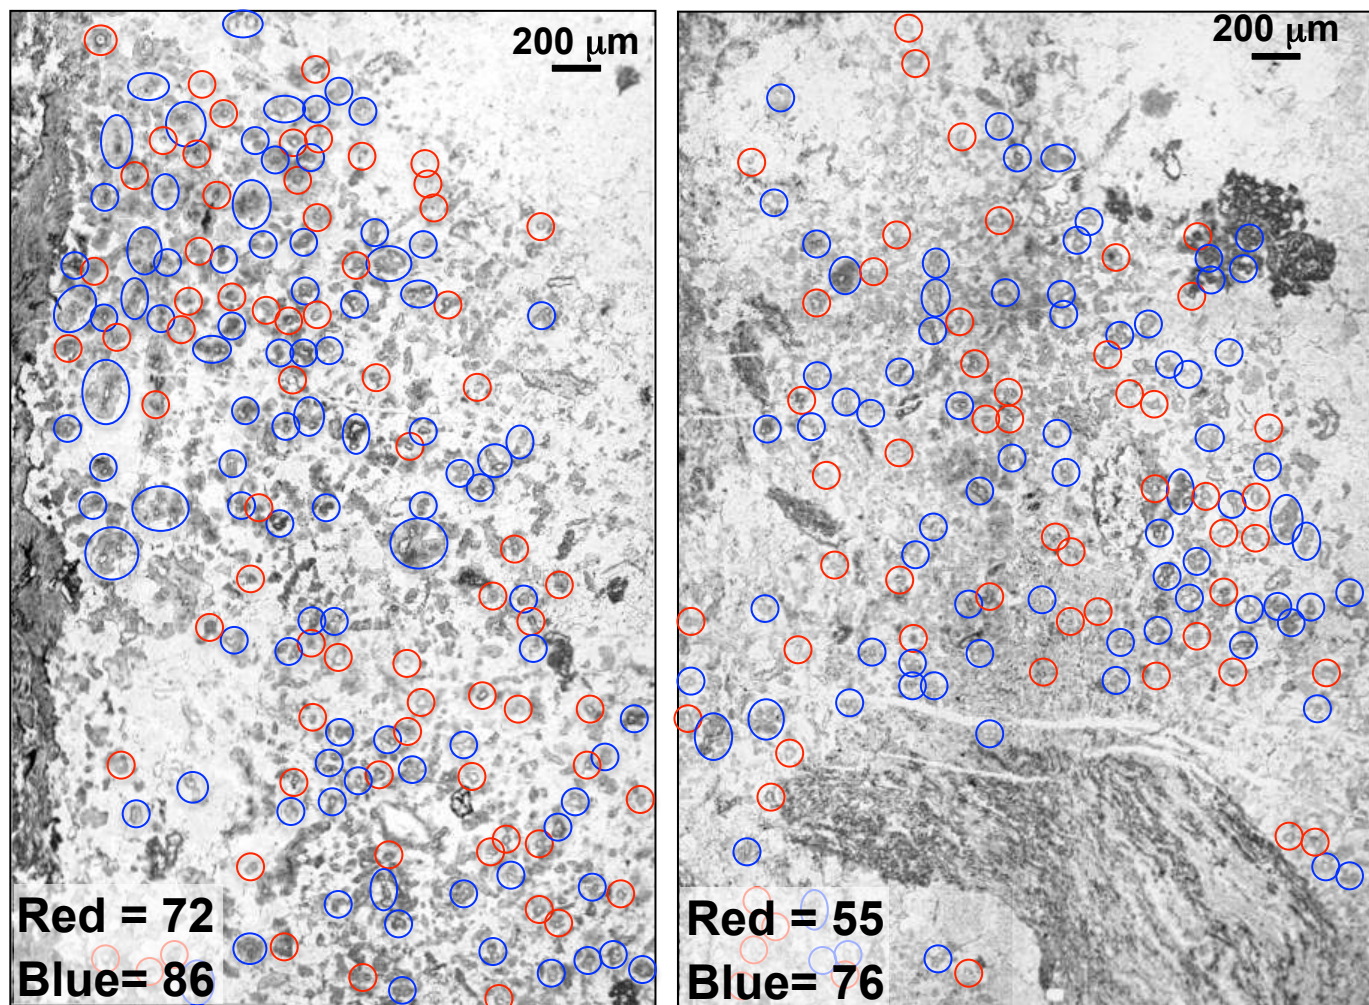 200 μm
Red = 72
Blue= 86
200 μm
Red = 55
Blue = 76